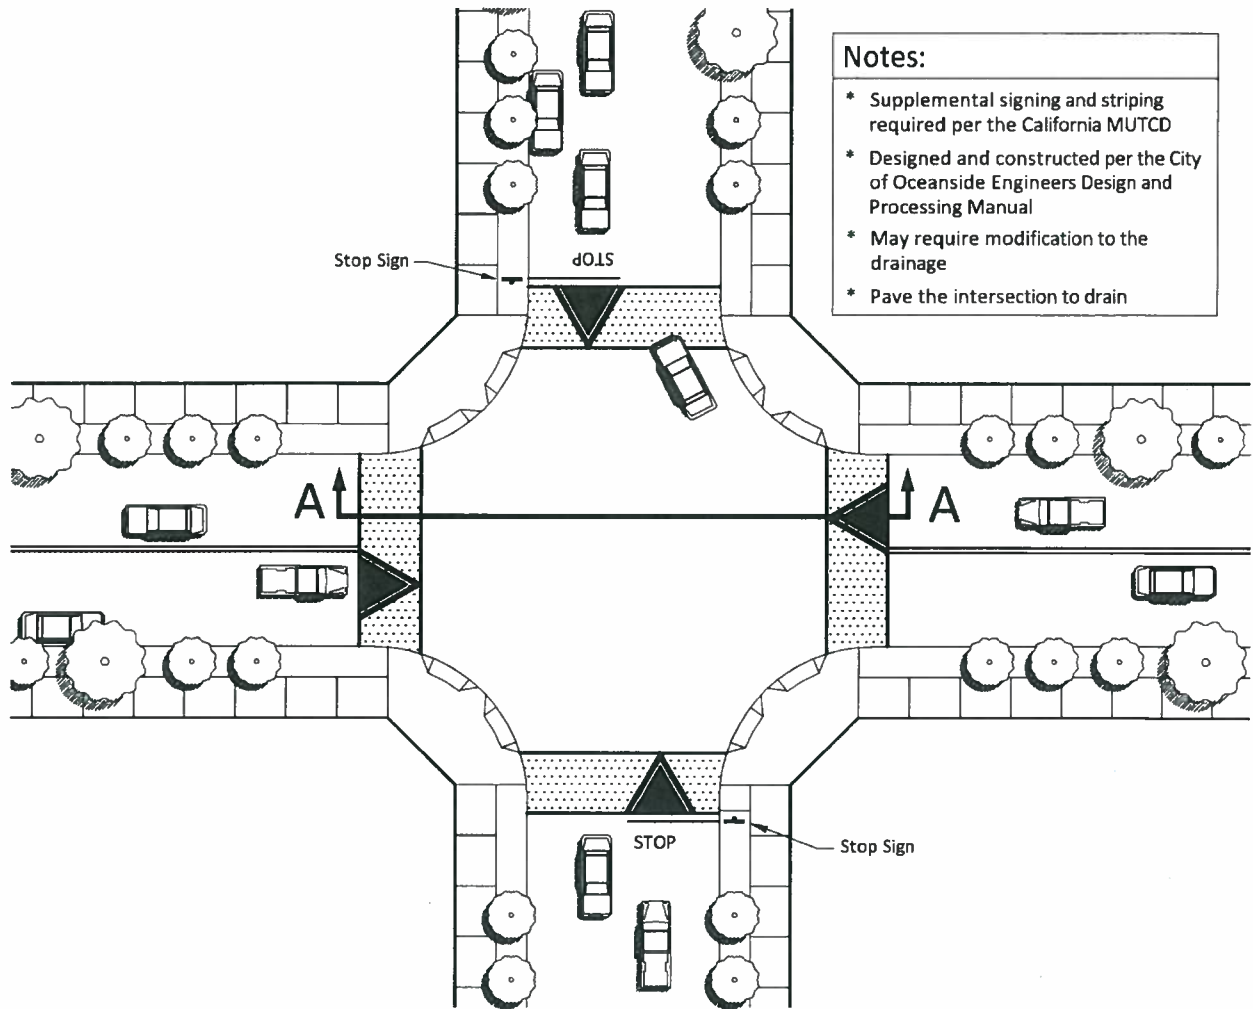 Notes:
* Supplemental signing and striping
required per the California MUTCD
* Designed and constructed per the City
of Oceanside Engineers Design and
Processing Manual
* May require modification to the
drainage
* Pave the intersection to drain
Stop Sign
STOP
A
A
STOP
Stop Sign